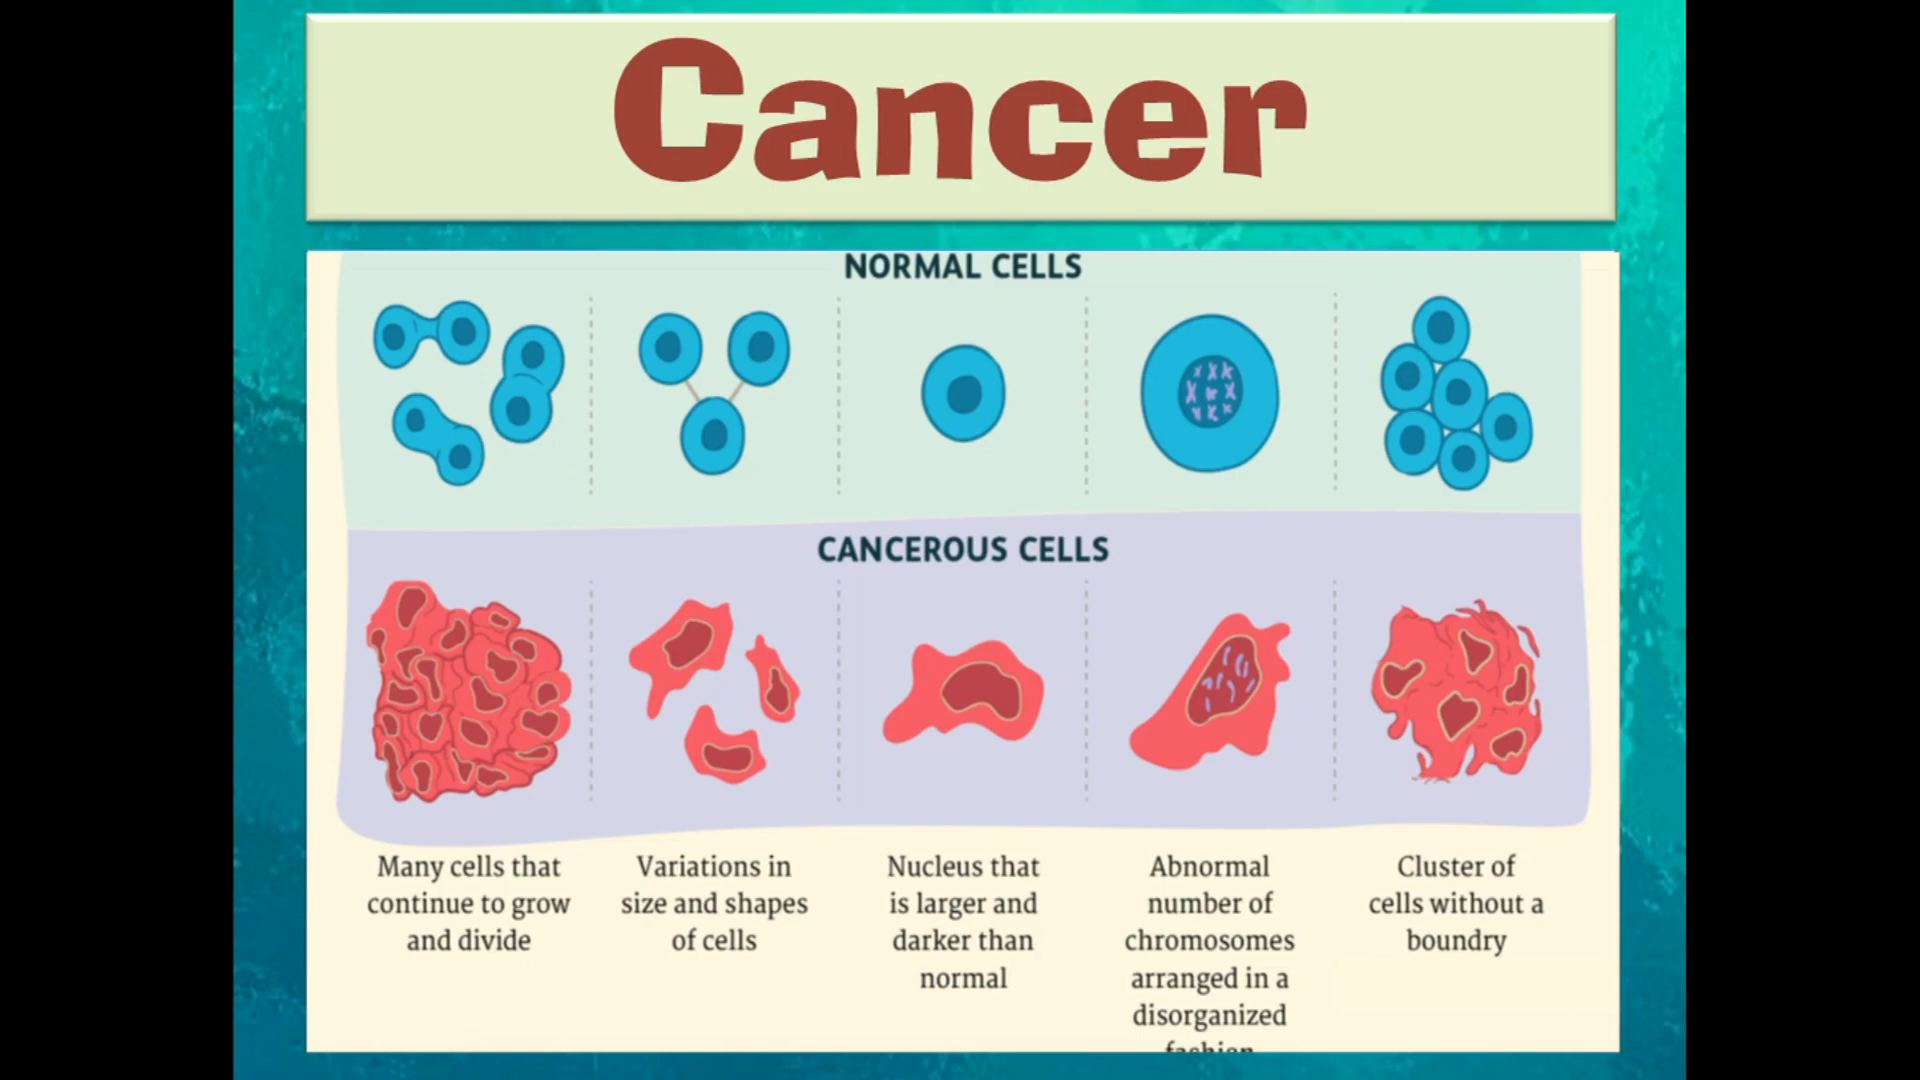 Cancer
NORMAL CELLS
CANCEROUS CELLS
Many cells that
continue to grow
and divide
Variations in
size and shapes
of cells
Nucleus that
is larger and
darker than
normal
Abnormal
number of
chromosomes
arranged in a
disorganized
fashion
Cluster of
cells without a
boundry